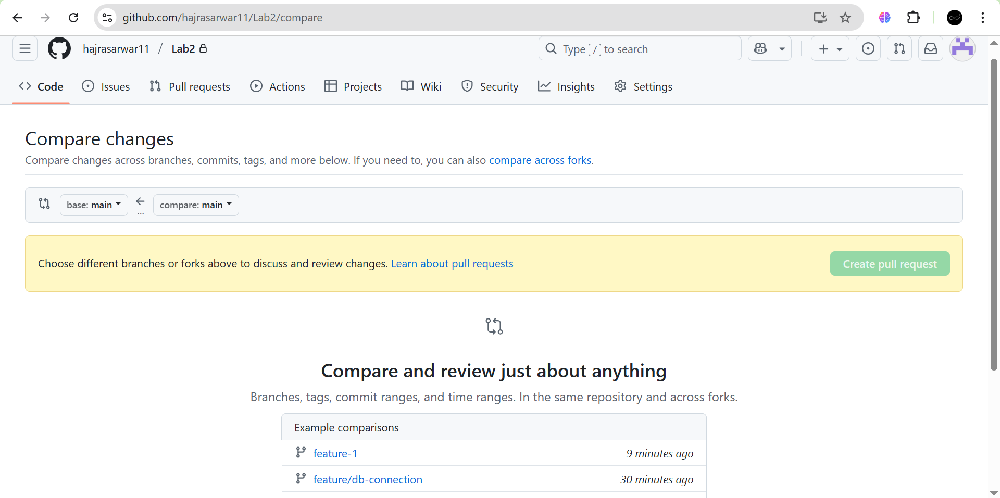 github.com/hajrasarwar11/Lab2/compare
hajrasarwar11 / Lab2
Type / to search
Code Issues Pull requests Actions Projects Wiki Security Insights Settings
Compare changes
Compare changes across branches, commits, tags, and more below. If you need to, you can also compare across forks.
base: main ... compare: main
Choose different branches or forks above to discuss and review changes. Learn about pull requests Create pull request
Compare and review just about anything
Branches, tags, commit ranges, and time ranges. In the same repository and across forks.
Example comparisons
feature-1 9 minutes ago
feature/db-connection 30 minutes ago